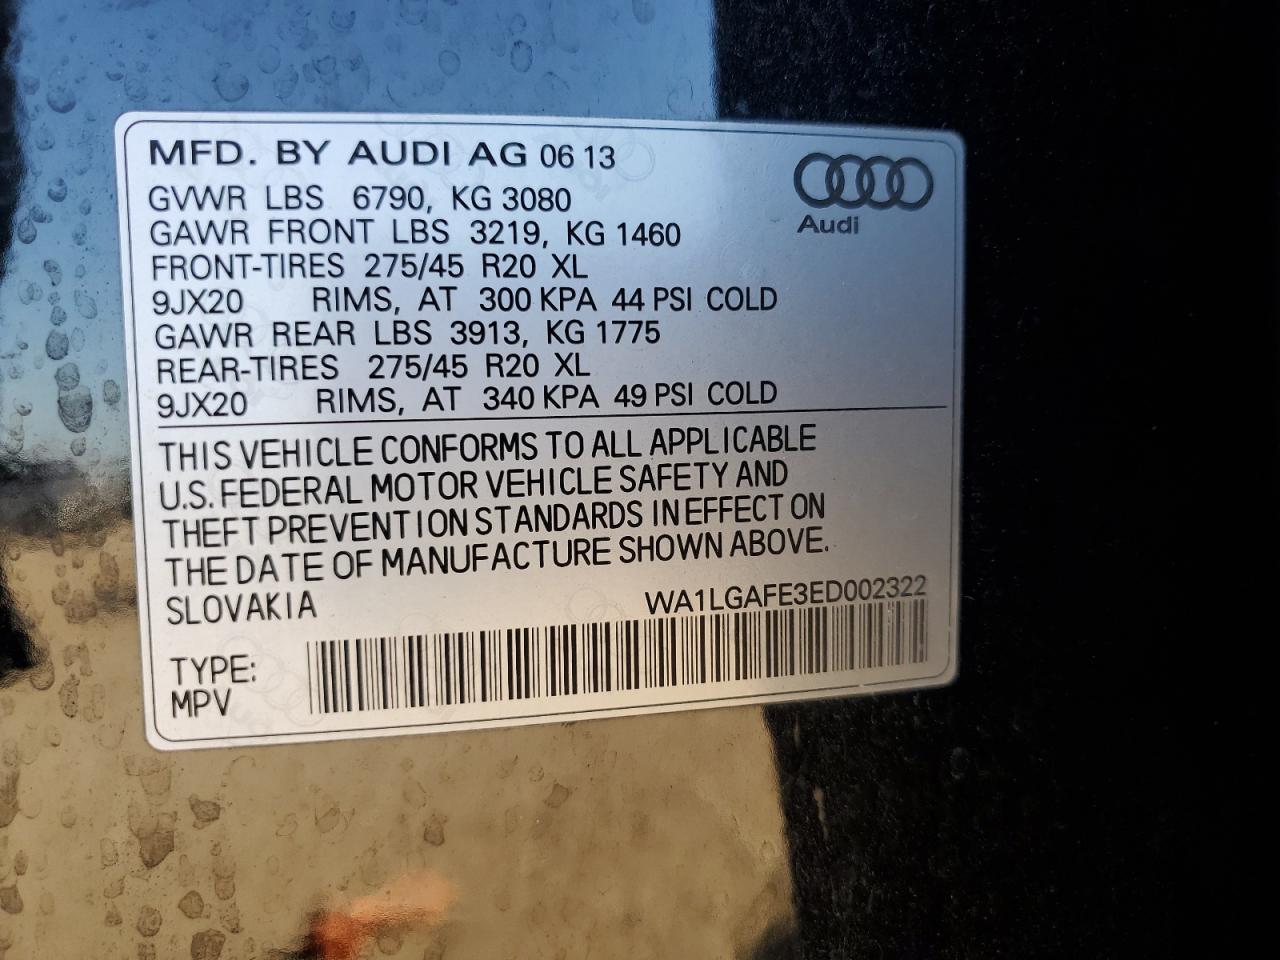 MFD. BY AUDI AG 06 13
Audi
GVWR LBS 6790, KG 3080
GAWR FRONT LBS 3219, KG 1460
FRONT-TIRES 275/45 R20 XL
9JX20 RIMS, AT 300 KPA 44 PSI COLD
GAWR REAR LBS 3913, KG 1775
REAR-TIRES 275/45 R20 XL
9JX20 RIMS, AT 340 KPA 49 PSI COLD
THIS VEHICLE CONFORMS TO ALL APPLICABLE
U.S. FEDERAL MOTOR VEHICLE SAFETY AND
THEFT PREVENTION STANDARDS IN EFFECT ON
THE DATE OF MANUFACTURE SHOWN ABOVE.
SLOVAKIA WA1LGAFE3ED002322
TYPE:
MPV